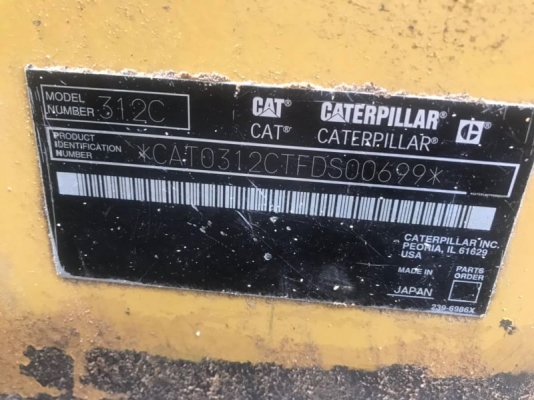 MODEL NUMBER 312C
CAT® CATERPILLAR®
CAT® CATERPILLAR®
PRODUCT IDENTIFICATION NUMBER *CAT0312CTFDS00699*
CATERPILLAR INC.
PEORIA, IL 61629
USA
MADE IN PARTS ORDER
JAPAN
239-6986X